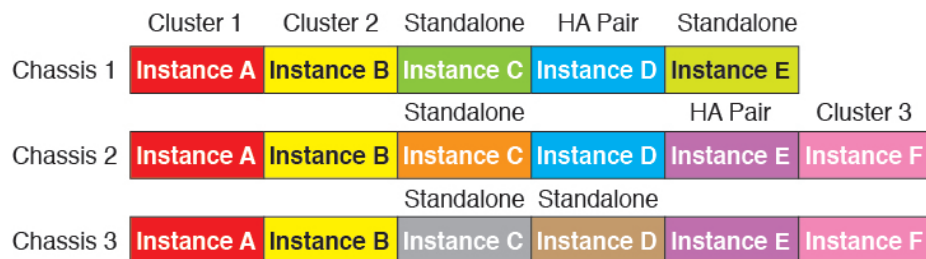 Cluster 1 Cluster 2 Standalone HA Pair Standalone
Chassis 1 Instance A Instance B Instance C Instance D Instance E
Standalone HA Pair Cluster 3
Chassis 2 Instance A Instance B Instance C Instance D Instance E Instance F
Standalone Standalone
Chassis 3 Instance A Instance B Instance C Instance D Instance E Instance F